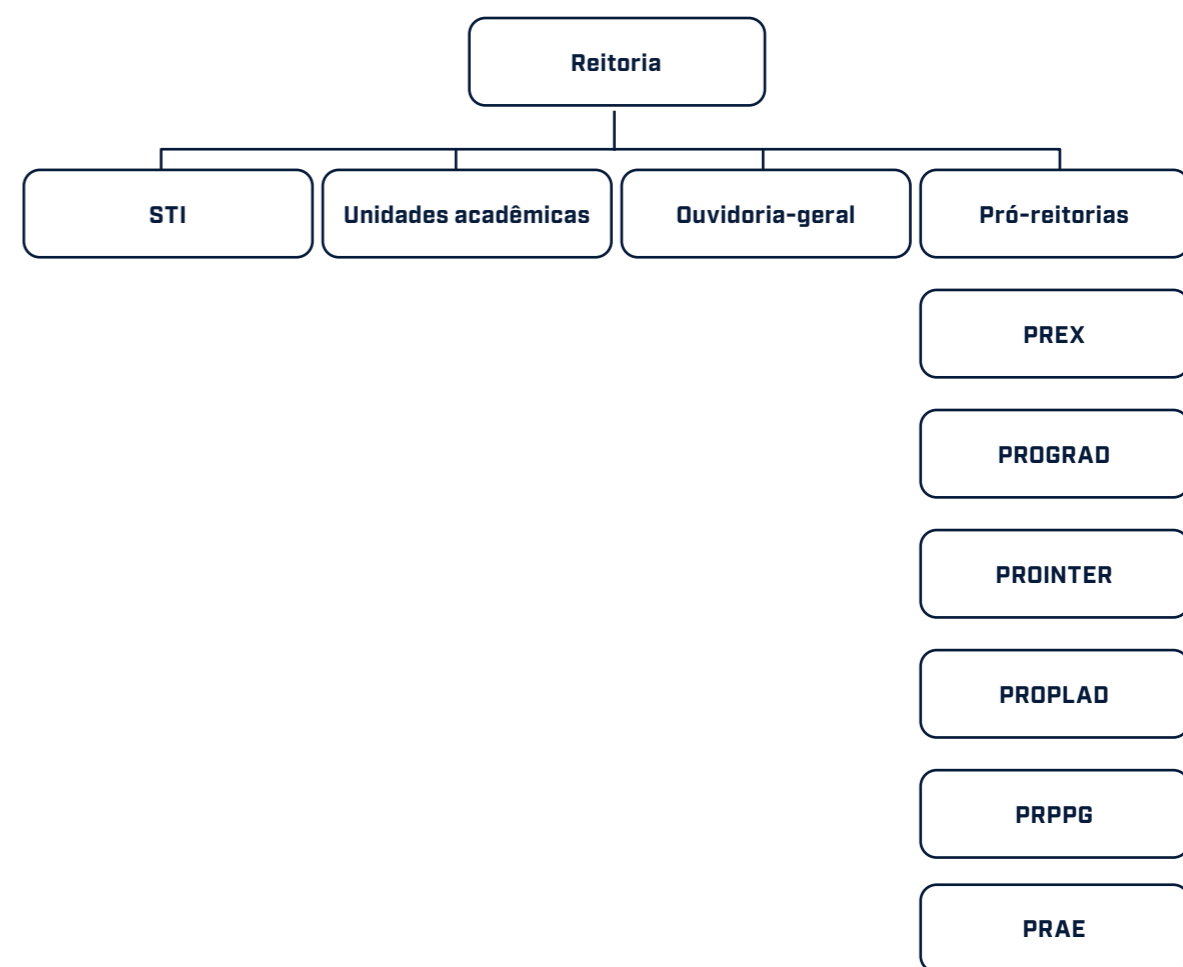 Reitoria
STI
Unidades acadêmicas
Ouvidoria-geral
Pró-reitorias
PREX
PROGRAD
PROINTER
PROPLAD
PRPPG
PRAE